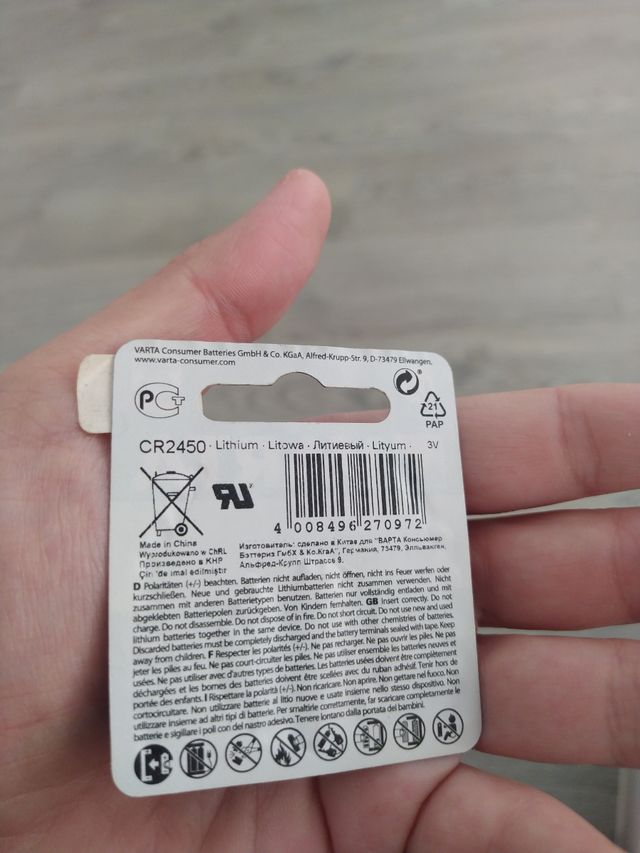 VARTA Consumer Batteries GmbH & Co. KGaA, Alfred-Krupp-Str. 9, D-73479 Ellwangen,
www.varta-consumer.com
PCT
21
PAP
CR2450 · Lithium · Litowa · Литиевый · Lityum · 3V
4 008496 270972
Made in China
Wyprodukowano w ChRL
Произведено в КНР
Çin 'de imal edilmiştir
Изготовитель: сделано в Китае для "ВАРТА Консьюмер
Бэттериз ГмбХ & Ко.КгаА", Германия, 73479, Эллванген,
Альфред-Крупп Штрассе 9.
D Polaritäten (+/-) beachten. Batterien nicht aufladen, nicht öffnen, nicht ins Feuer werfen oder
kurzschließen. Neue und gebrauchte Lithiumbatterien nicht zusammen verwenden. Nicht
zusammen mit anderen Batterietypen benutzen. Batterien nur vollständig entladen und mit
abgeklebten Batteriepolen zurückgeben. Von Kindern fernhalten. GB Insert correctly. Do not
charge. Do not disassemble. Do not dispose of in fire. Do not short circuit. Do not use new and used
lithium batteries together in the same device. Do not use with other chemistries of batteries.
Discarded batteries must be completely discharged and the battery terminals sealed with tape. Keep
away from children. F Respecter les polarités (+/-). Ne pas recharger. Ne pas ouvrir les piles. Ne pas
jeter les piles au feu. Ne pas court-circuiter les piles. Ne pas utiliser ensemble les batteries neuves et
usées. Ne pas utiliser avec d'autres types de batteries. Les batteries usées doivent être complètement
déchargées et les bornes des batteries doivent être scellées avec du ruban adhésif. Tenir hors de
portée des enfants. I Rispettare la polarità (+/-). Non ricaricare. Non aprire. Non gettare nel fuoco. Non
cortocircuitare. Non utilizzare batterie al litio nuove e usate insieme nello stesso dispositivo. Non
utilizzare insieme ad altri tipi di batterie. Per smaltirle correttamente, far scaricare completamente le
batterie e sigillare i poli con del nastro adesivo. Tenere lontano dalla portata dei bambini.